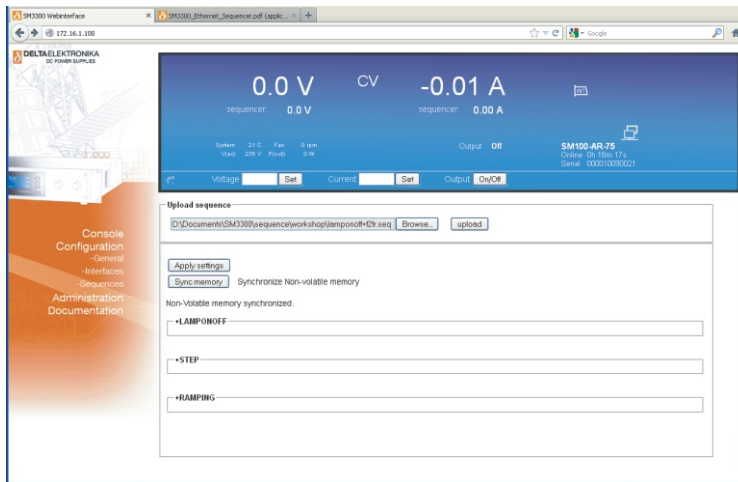 SM3300 Webinterface
SM3300_Ethernet_Sequencer.pdf (applic...
172.16.1.100
Google
DELTAELEKTRONIKA
DC POWER SUPPLIES
0.0 V
CV
-0.01 A
sequencer: 0.0 V
sequencer: 0.00 A
System 21 C Fan 0 rpm
V(ac) 235 V P(out) 0 W
Output Off
SM100-AR-75
Online 0h 18m 17s
Serial 000010090021
Voltage Set Current Set Output On/Off
Upload sequence
D:\Documents\SM3300\sequence\workshop\lamponoff+f2fr.seq Browse.. upload
Console
Configuration
-General
-Interfaces
-Sequences
Administration
Documentation
Apply settings
Sync memory Synchronize Non-volatile memory
Non-Volatile memory synchronized.
+LAMPONOFF
+STEP
+RAMPING